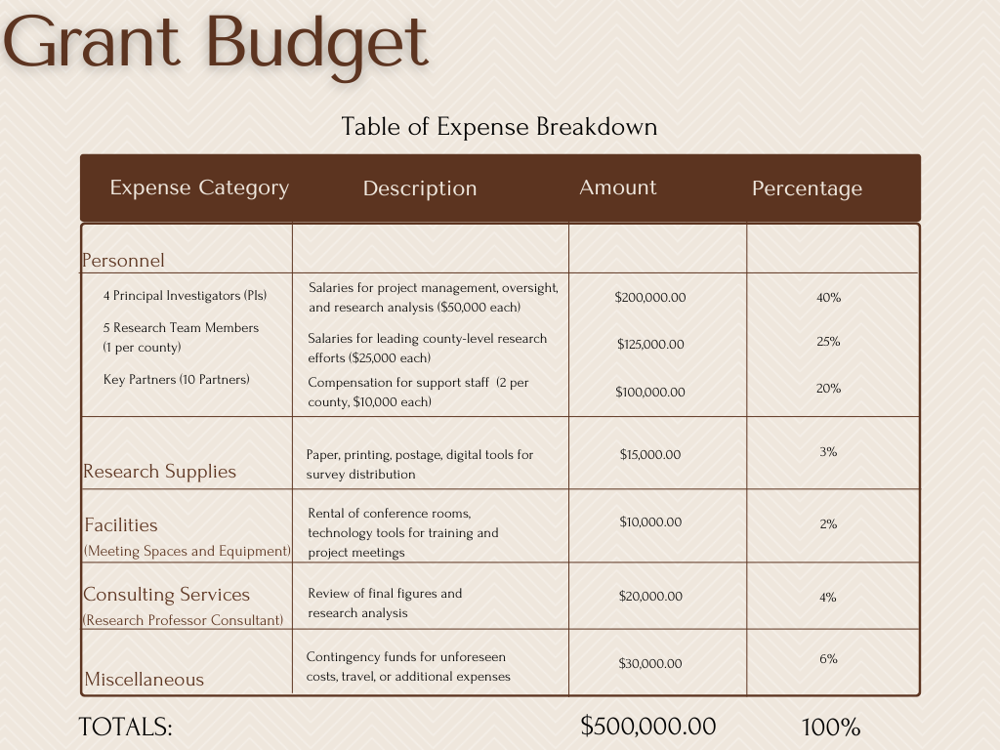 Grant Budget
Table of Expense Breakdown
Expense Category Description Amount Percentage
Personnel
4 Principal Investigators (PIs)
Salaries for project management, oversight,
and research analysis ($50,000 each)
$200,000.00
40%
5 Research Team Members
(1 per county)
Salaries for leading county-level research
efforts ($25,000 each)
$125,000.00
25%
Key Partners (10 Partners)
Compensation for support staff (2 per
county, $10,000 each)
$100,000.00
20%
Research Supplies
Paper, printing, postage, digital tools for
survey distribution
$15,000.00
3%
Facilities
(Meeting Spaces and Equipment)
Rental of conference rooms,
technology tools for training and
project meetings
$10,000.00
2%
Consulting Services
(Research Professor Consultant)
Review of final figures and
research analysis
$20,000.00
4%
Miscellaneous
Contingency funds for unforeseen
costs, travel, or additional expenses
$30,000.00
6%
TOTALS: $500,000.00 100%